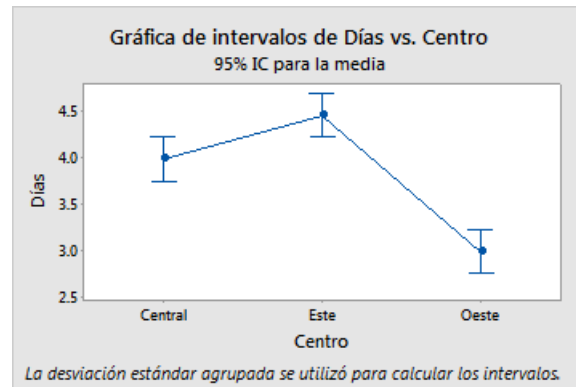 Gráfica de intervalos de Días vs. Centro
95% IC para la media
4.5
4.0
3.5
3.0
2.5
Días
Central Este Oeste
Centro
La desviación estándar agrupada se utilizó para calcular los intervalos.